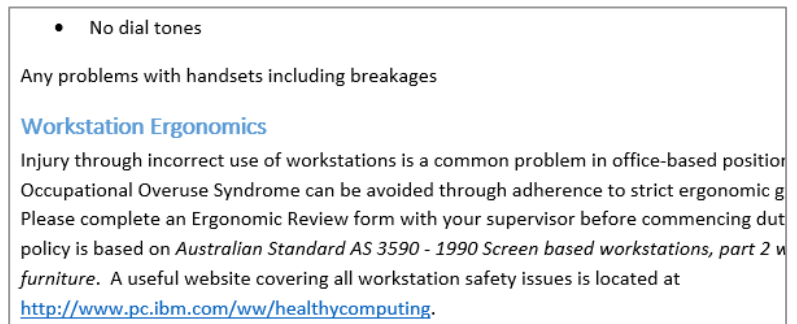 • No dial tones
Any problems with handsets including breakages
Workstation Ergonomics
Injury through incorrect use of workstations is a common problem in office-based
Occupational Overuse Syndrome can be avoided through adherence to strict ergonomic
Please complete an Ergonomic Review form with your supervisor before commencing
policy is based on Australian Standard AS 3590 - 1990 Screen based workstations, part 2
furniture. A useful website covering all workstation safety issues is located at
http://www.pc.ibm.com/ww/healthycomputing.